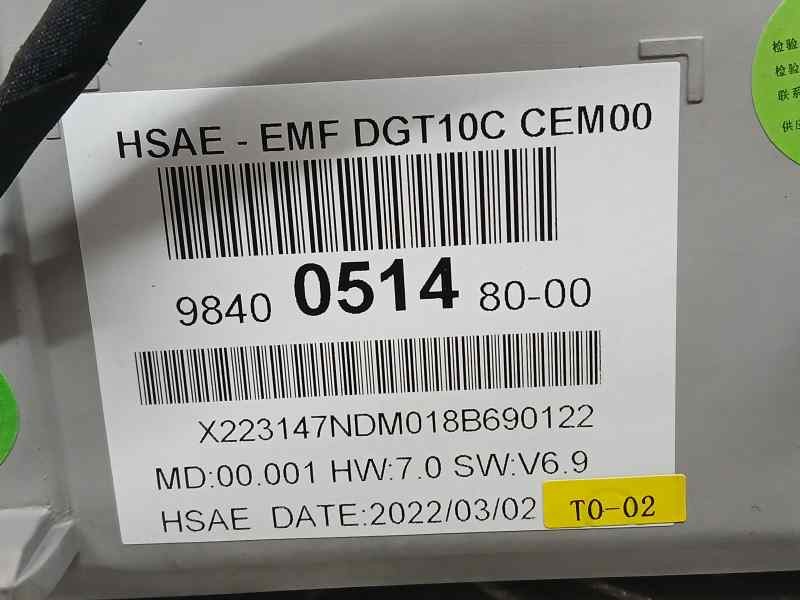 HSAE - EMF DGT10C CEM00
9840 0514 80-00
X223147NDM018B690122
MD:00.001 HW:7.0 SW:V6.9
HSAE DATE:2022/03/02
TO-02
检验
检验
联系
供应